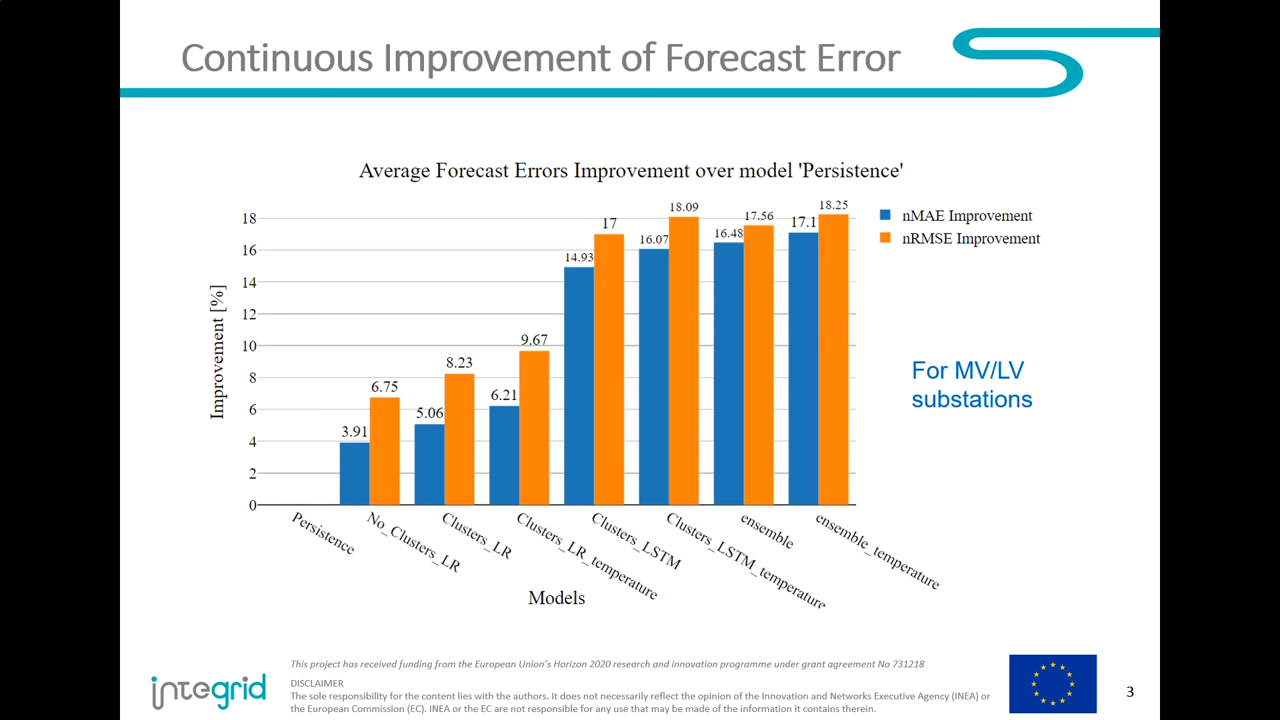 Continuous Improvement of Forecast Error
Average Forecast Errors Improvement over model 'Persistence'
18
16
14
12
10
8
6
4
2
0
Improvement [%]
3.91
6.75
5.06
8.23
6.21
9.67
14.93
17
16.07
18.09
16.48
17.56
17.1
18.25
nMAE Improvement
nRMSE Improvement
For MV/LV
substations
Persistence
No_Clusters_LR
Clusters_LR
Clusters_LR_temperature
Clusters_LSTM
Clusters_LSTM_temperature
ensemble
ensemble_temperature
Models
integrid
This project has received funding from the European Union's Horizon 2020 research and innovation programme under grant agreement No 731218
DISCLAIMER
The sole responsibility for the content lies with the authors. It does not necessarily reflect the opinion of the Innovation and Networks Executive Agency (INEA) or
the European Commission (EC). INEA or the EC are not responsible for any use that may be made of the information it contains therein.
3